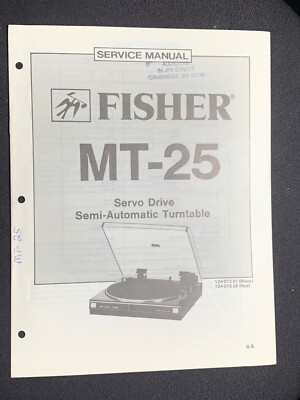 SERVICE MANUAL
FISHER®
MT-25
Servo Drive
Semi-Automatic Turntable
MT-25
U.S.